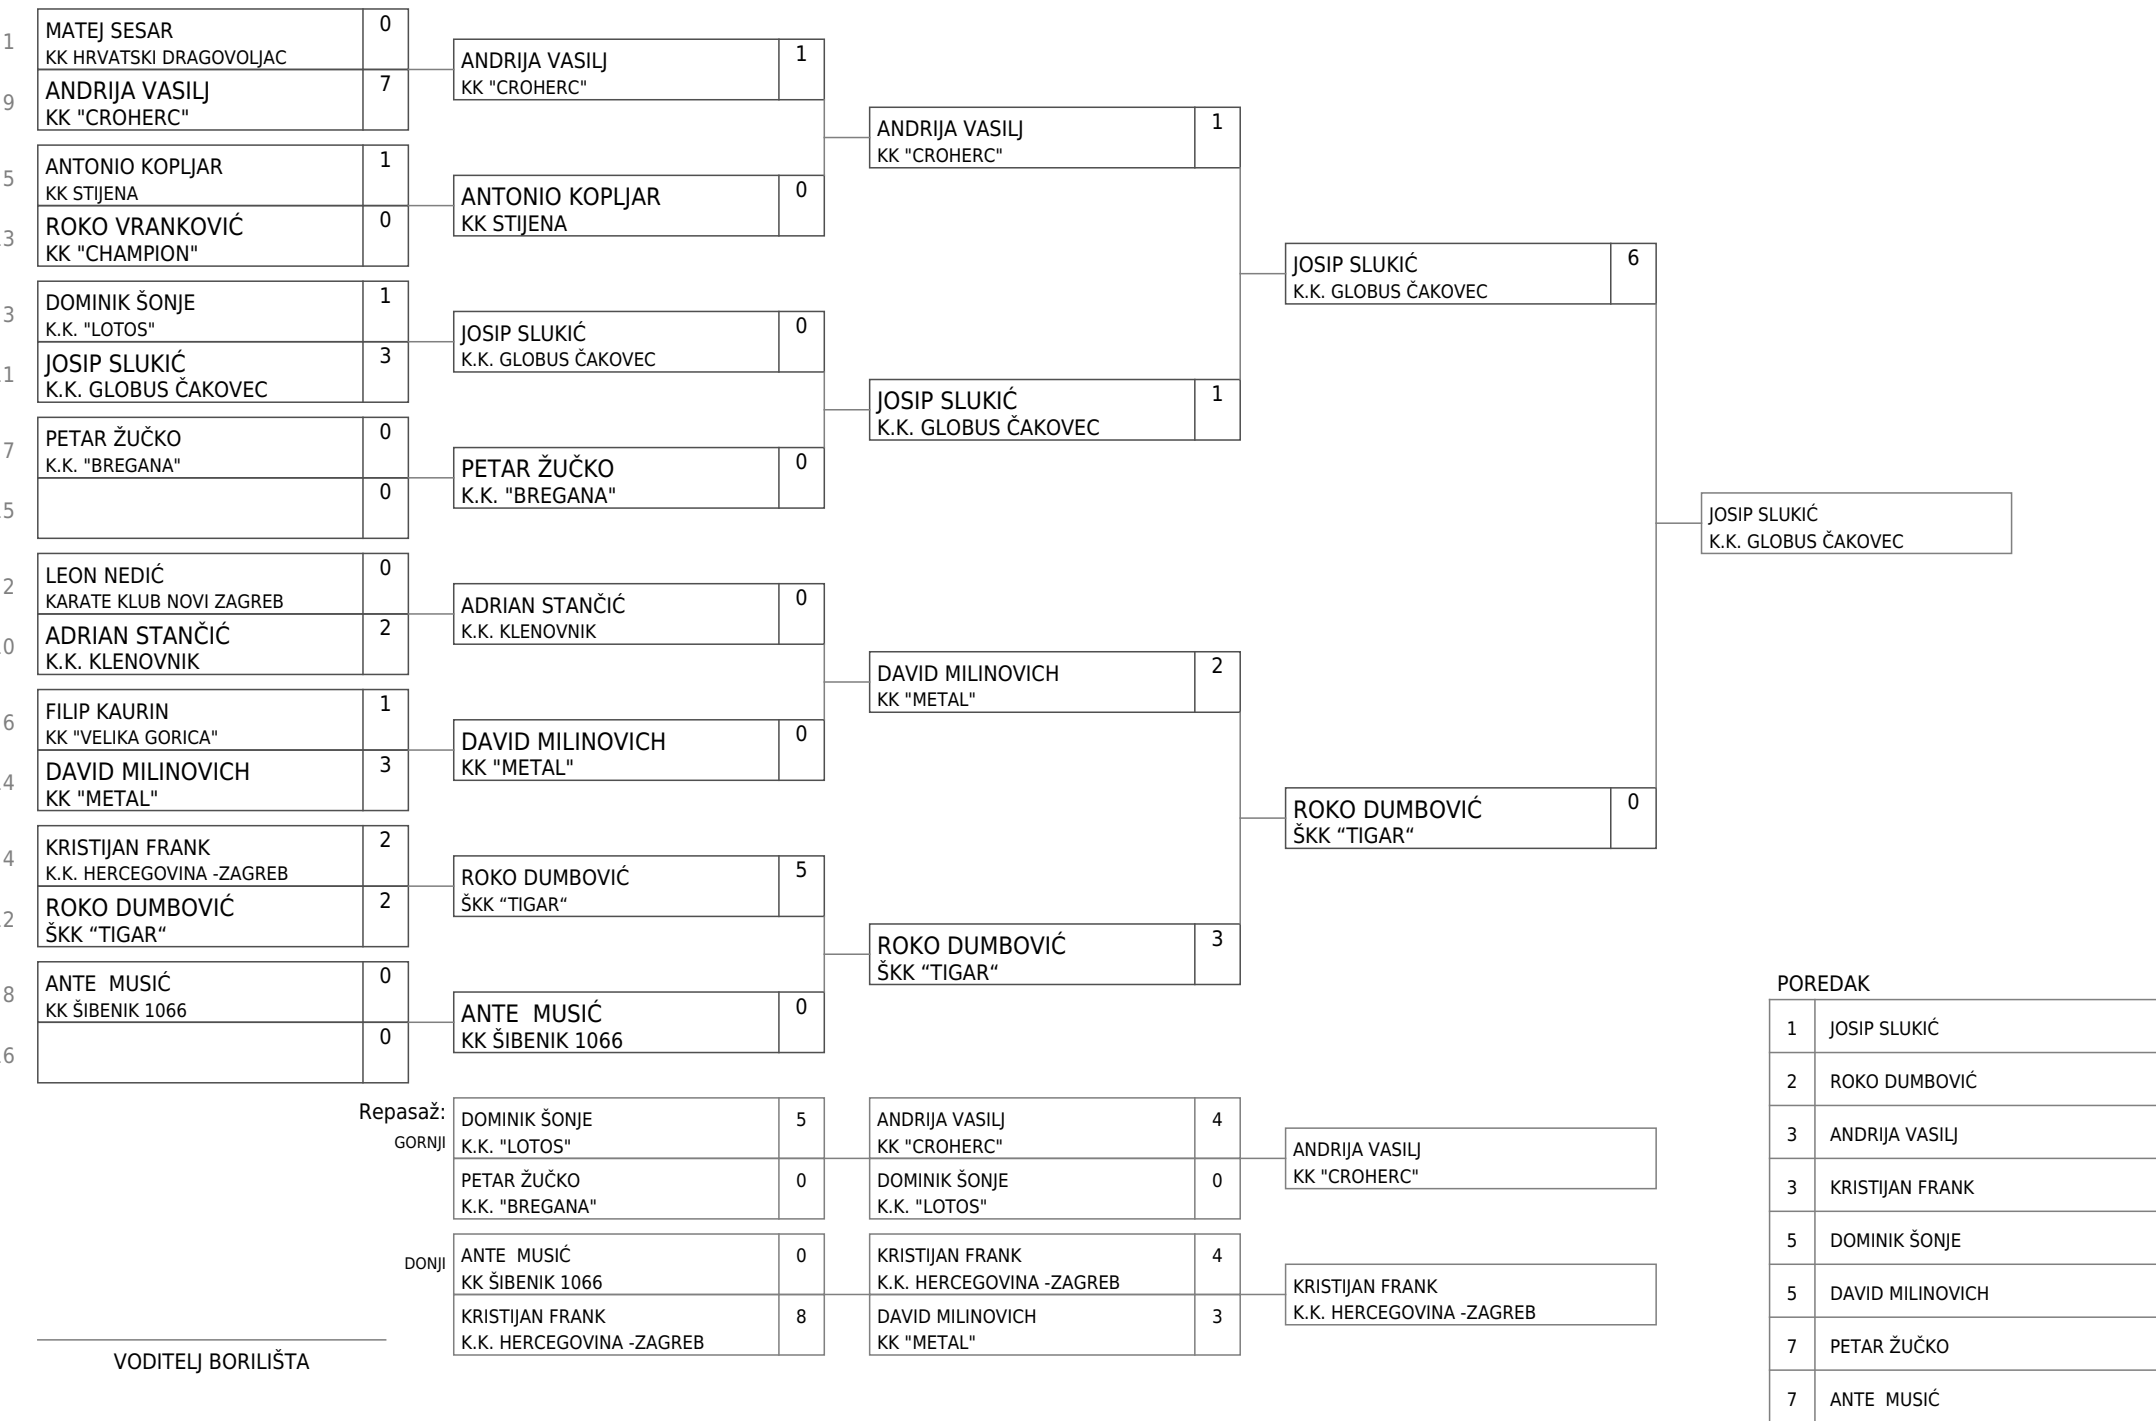 1
MATEJ SESAR
0
KK HRVATSKI DRAGOVOLJAC
9
ANDRIJA VASILJ
7
KK "CROHERC"
5
ANTONIO KOPLJAR
1
KK STIJENA
3
ROKO VRANKOVIĆ
0
KK "CHAMPION"
3
DOMINIK ŠONJE
1
K.K. "LOTOS"
1
JOSIP SLUKIĆ
3
K.K. GLOBUS ČAKOVEC
7
PETAR ŽUČKO
0
K.K. "BREGANA"
5
0
2
LEON NEDIĆ
0
KARATE KLUB NOVI ZAGREB
0
ADRIAN STANČIĆ
2
K.K. KLENOVNIK
6
FILIP KAURIN
1
KK "VELIKA GORICA"
4
DAVID MILINOVICH
3
KK "METAL"
4
KRISTIJAN FRANK
2
K.K. HERCEGOVINA -ZAGREB
2
ROKO DUMBOVIĆ
2
ŠKK “TIGAR“
8
ANTE  MUSIĆ
0
KK ŠIBENIK 1066
6
0
ANDRIJA VASILJ
1
KK "CROHERC"
ANTONIO KOPLJAR
0
KK STIJENA
JOSIP SLUKIĆ
0
K.K. GLOBUS ČAKOVEC
PETAR ŽUČKO
0
K.K. "BREGANA"
ADRIAN STANČIĆ
0
K.K. KLENOVNIK
DAVID MILINOVICH
0
KK "METAL"
ROKO DUMBOVIĆ
5
ŠKK “TIGAR“
ANTE  MUSIĆ
0
KK ŠIBENIK 1066
ANDRIJA VASILJ
1
KK "CROHERC"
JOSIP SLUKIĆ
1
K.K. GLOBUS ČAKOVEC
DAVID MILINOVICH
2
KK "METAL"
ROKO DUMBOVIĆ
3
ŠKK “TIGAR“
JOSIP SLUKIĆ
6
K.K. GLOBUS ČAKOVEC
ROKO DUMBOVIĆ
0
ŠKK “TIGAR“
JOSIP SLUKIĆ
K.K. GLOBUS ČAKOVEC
Repasaž:
GORNJI
DOMINIK ŠONJE
5
K.K. "LOTOS"
PETAR ŽUČKO
0
K.K. "BREGANA"
ANDRIJA VASILJ
4
KK "CROHERC"
DOMINIK ŠONJE
0
K.K. "LOTOS"
ANDRIJA VASILJ
KK "CROHERC"
DONJI
ANTE  MUSIĆ
0
KK ŠIBENIK 1066
KRISTIJAN FRANK
8
K.K. HERCEGOVINA -ZAGREB
KRISTIJAN FRANK
4
K.K. HERCEGOVINA -ZAGREB
DAVID MILINOVICH
3
KK "METAL"
KRISTIJAN FRANK
K.K. HERCEGOVINA -ZAGREB
VODITELJ BORILIŠTA
POREDAK
1 JOSIP SLUKIĆ
2 ROKO DUMBOVIĆ
3 ANDRIJA VASILJ
3 KRISTIJAN FRANK
5 DOMINIK ŠONJE
5 DAVID MILINOVICH
7 PETAR ŽUČKO
7 ANTE  MUSIĆ